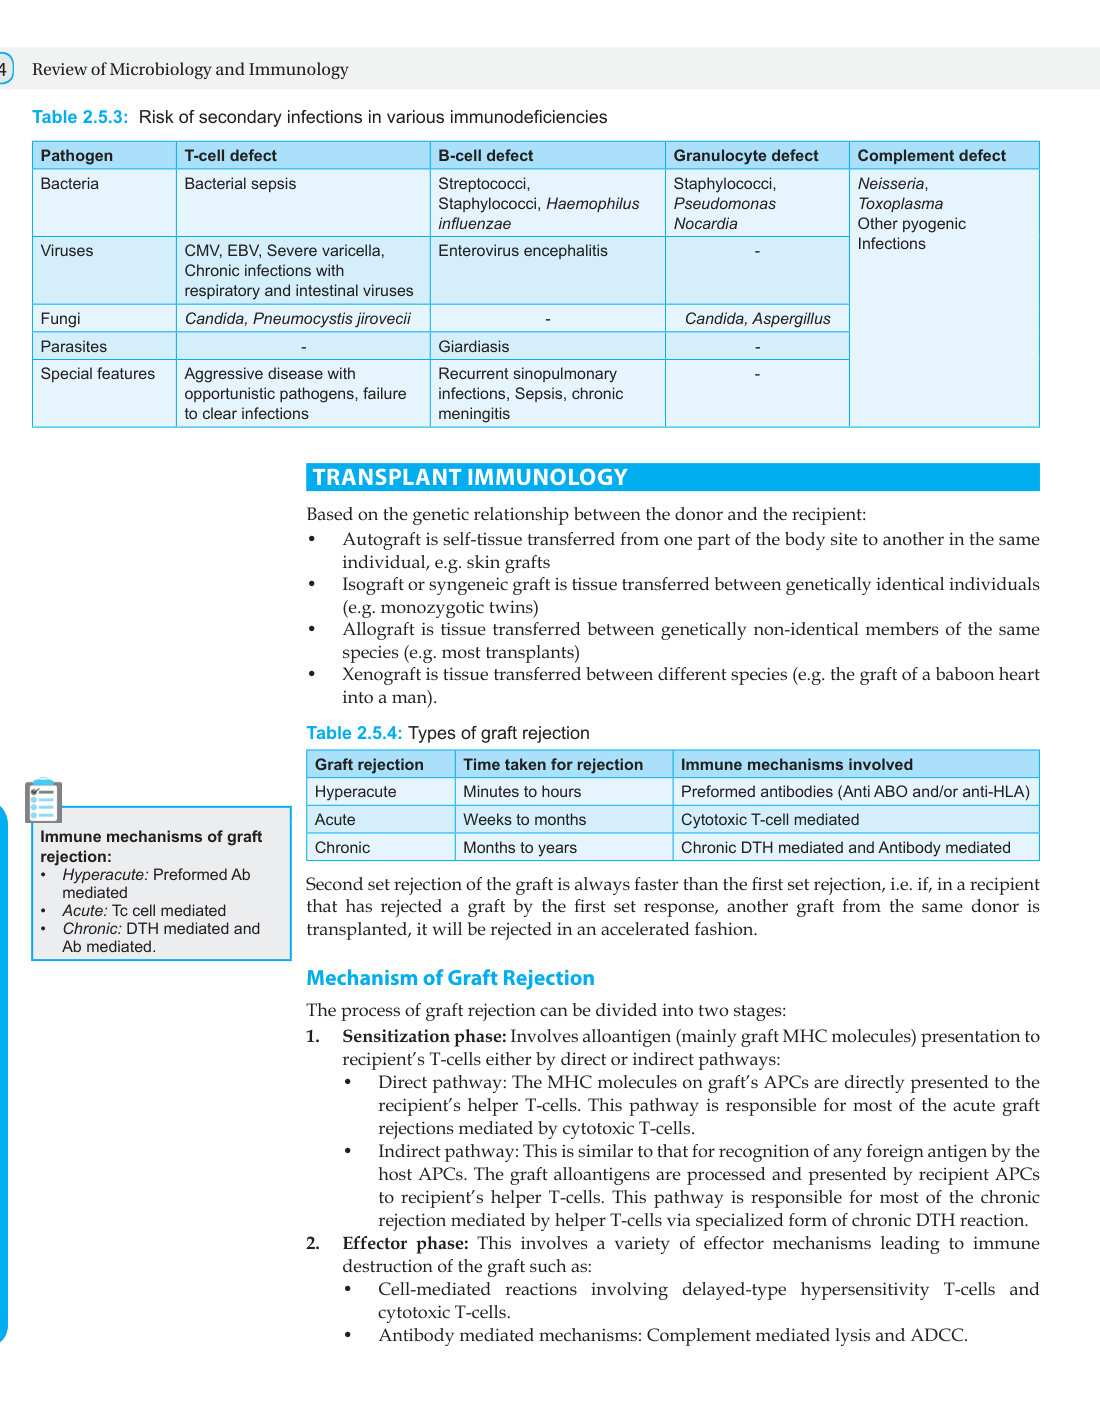 4 Review of Microbiology and Immunology
Table 2.5.3: Risk of secondary infections in various immunodeficiencies
Pathogen T-cell defect B-cell defect Granulocyte defect Complement defect
Bacteria Bacterial sepsis Streptococci, Staphylococci, Neisseria,
Staphylococci, Haemophilus Pseudomonas Toxoplasma
influenzae Nocardia Other pyogenic
Infections
Viruses CMV, EBV, Severe varicella, Enterovirus encephalitis -
Chronic infections with
respiratory and intestinal viruses
Fungi Candida, Pneumocystis jirovecii - Candida, Aspergillus
Parasites - Giardiasis -
Special features Aggressive disease with Recurrent sinopulmonary -
opportunistic pathogens, failure infections, Sepsis, chronic
to clear infections meningitis
TRANSPLANT IMMUNOLOGY
Based on the genetic relationship between the donor and the recipient:
• Autograft is self-tissue transferred from one part of the body site to another in the same
individual, e.g. skin grafts
• Isograft or syngeneic graft is tissue transferred between genetically identical individuals
(e.g. monozygotic twins)
• Allograft is tissue transferred between genetically non-identical members of the same
species (e.g. most transplants)
• Xenograft is tissue transferred between different species (e.g. the graft of a baboon heart
into a man).
Table 2.5.4: Types of graft rejection
Graft rejection Time taken for rejection Immune mechanisms involved
Hyperacute Minutes to hours Preformed antibodies (Anti ABO and/or anti-HLA)
Acute Weeks to months Cytotoxic T-cell mediated
Chronic Months to years Chronic DTH mediated and Antibody mediated
Immune mechanisms of graft
rejection:
• Hyperacute: Preformed Ab
mediated
• Acute: Tc cell mediated
• Chronic: DTH mediated and
Ab mediated.
Second set rejection of the graft is always faster than the first set rejection, i.e. if, in a recipient
that has rejected a graft by the first set response, another graft from the same donor is
transplanted, it will be rejected in an accelerated fashion.
Mechanism of Graft Rejection
The process of graft rejection can be divided into two stages:
1. Sensitization phase: Involves alloantigen (mainly graft MHC molecules) presentation to
recipient's T-cells either by direct or indirect pathways:
• Direct pathway: The MHC molecules on graft's APCs are directly presented to the
recipient's helper T-cells. This pathway is responsible for most of the acute graft
rejections mediated by cytotoxic T-cells.
• Indirect pathway: This is similar to that for recognition of any foreign antigen by the
host APCs. The graft alloantigens are processed and presented by recipient APCs
to recipient's helper T-cells. This pathway is responsible for most of the chronic
rejection mediated by helper T-cells via specialized form of chronic DTH reaction.
2. Effector phase: This involves a variety of effector mechanisms leading to immune
destruction of the graft such as:
• Cell-mediated reactions involving delayed-type hypersensitivity T-cells and
cytotoxic T-cells.
• Antibody mediated mechanisms: Complement mediated lysis and ADCC.